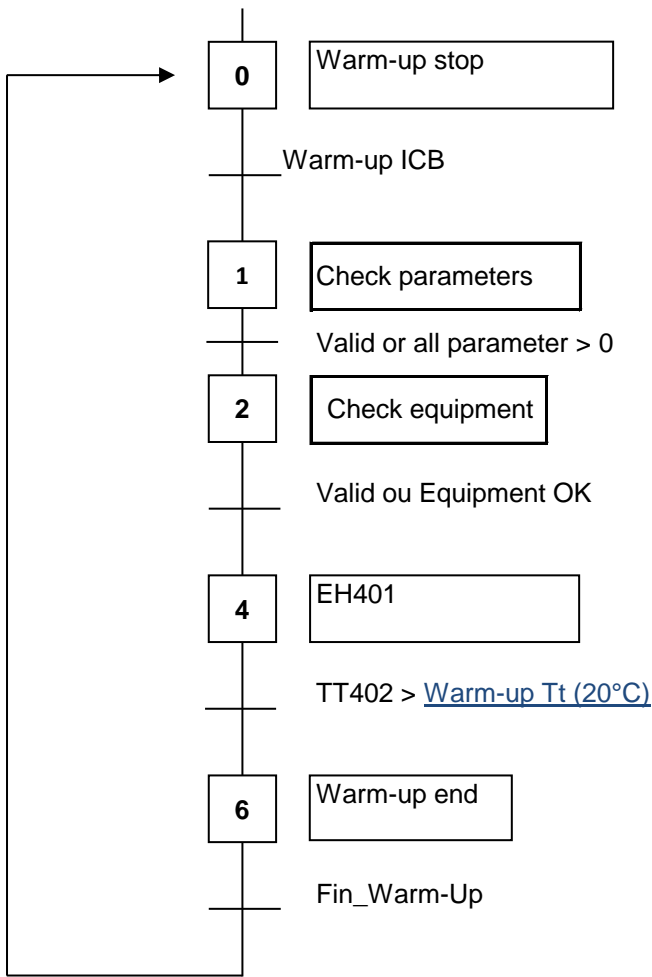 0
Warm-up stop
Warm-up ICB
1
Check parameters
Valid or all parameter > 0
2
Check equipment
Valid ou Equipment OK
4
EH401
TT402 > Warm-up Tt (20°C)
6
Warm-up end
Fin_Warm-Up